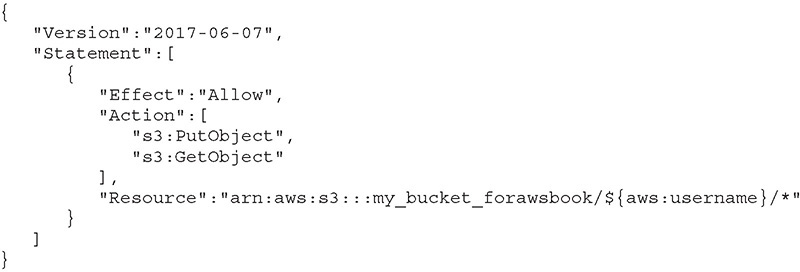 {
   "Version":"2017-06-07",
   "Statement":[
      {
         "Effect":"Allow",
         "Action":[
            "s3:PutObject",
            "s3:GetObject"
         ],
         "Resource":"arn:aws:s3:::my_bucket_forawsbook/${aws:username}/*"
      }
   ]
}